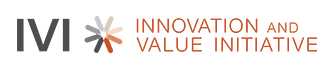 IVI INNOVATION AND
VALUE INITIATIVE